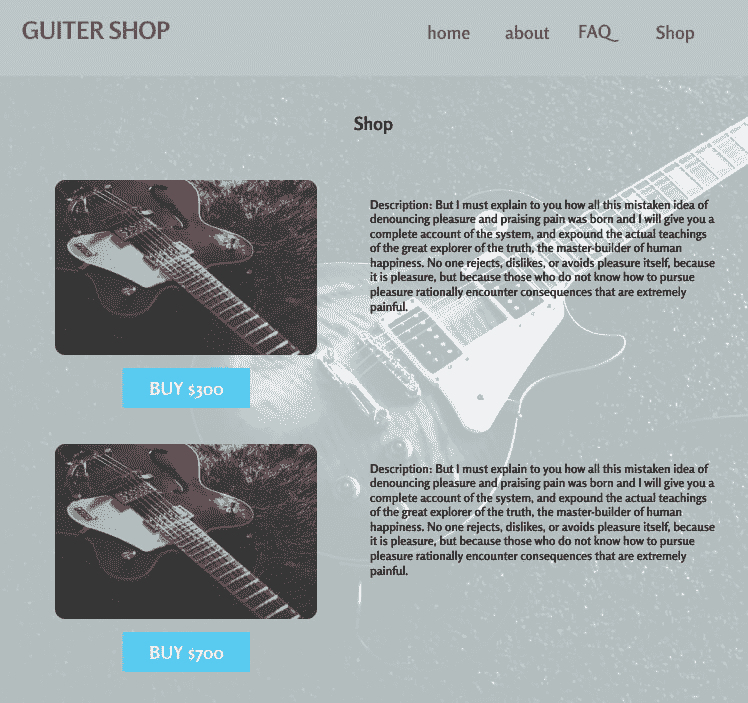 GUITER SHOP
home about FAQ Shop
Shop
Description: But I must explain to you how all this mistaken idea of
denouncing pleasure and praising pain was born and I will give you a
complete account of the system, and expound the actual teachings
of the great explorer of the truth, the master-builder of human
happiness. No one rejects, dislikes, or avoids pleasure itself, because
it is pleasure, but because those who do not know how to pursue
pleasure rationally encounter consequences that are extremely
painful.
BUY $300
Description: But I must explain to you how all this mistaken idea of
denouncing pleasure and praising pain was born and I will give you a
complete account of the system, and expound the actual teachings
of the great explorer of the truth, the master-builder of human
happiness. No one rejects, dislikes, or avoids pleasure itself, because
it is pleasure, but because those who do not know how to pursue
pleasure rationally encounter consequences that are extremely
painful.
BUY $700